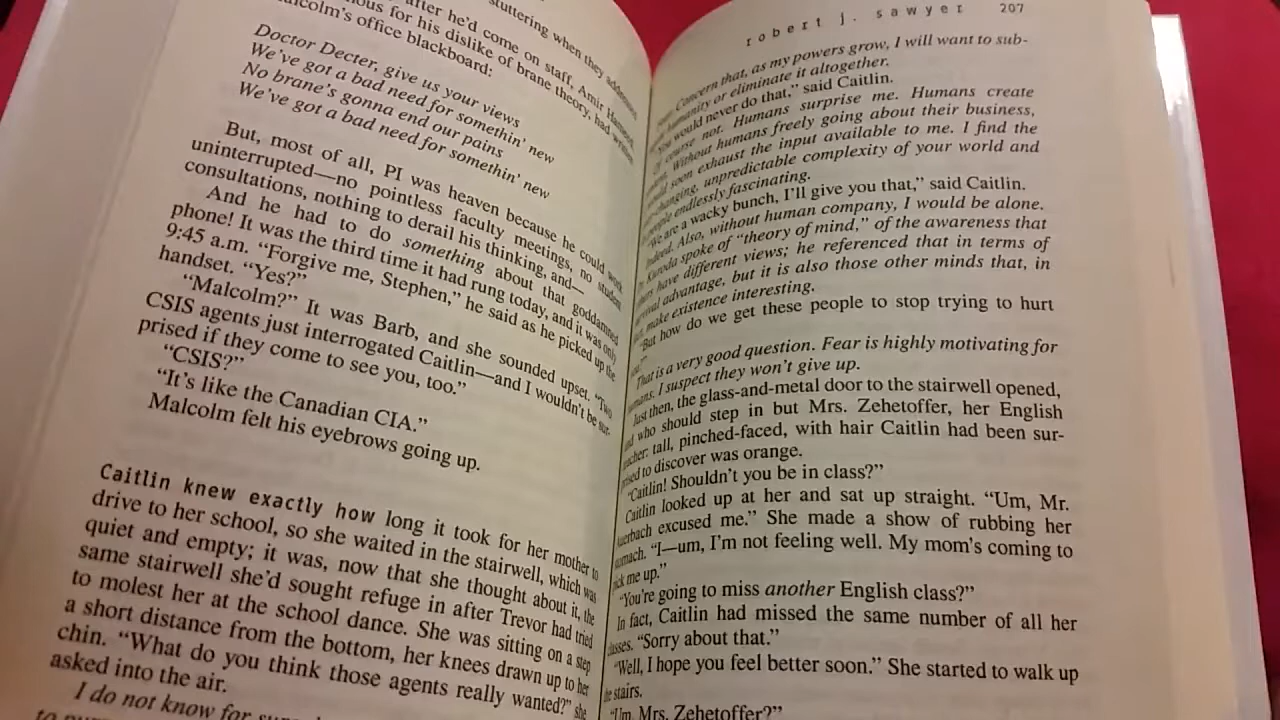 stuttering when they addressed
after he'd come on staff, Amir Hameed,
for his dislike of brane theory, had written
Malcolm's office blackboard:
Doctor Decter, give us your views
We've got a bad need for somethin' new
No brane's gonna end our pains
We've got a bad need for somethin' new
But, most of all, PI was heaven because he could work
uninterrupted—no pointless faculty meetings, no student
consultations, nothing to derail his thinking, and—
And he had to do something about that goddamned
phone! It was the third time it had rung today, and it was only
9:45 a.m. "Forgive me, Stephen," he said as he picked up the
handset. "Yes?"
"Malcolm?" It was Barb, and she sounded upset. "Two
CSIS agents just interrogated Caitlin—and I wouldn't be sur-
prised if they come to see you, too."
"CSIS?"
"It's like the Canadian CIA."
Malcolm felt his eyebrows going up.
Caitlin knew exactly how long it took for her mother to
drive to her school, so she waited in the stairwell, which was
quiet and empty; it was, now that she thought about it, the
same stairwell she'd sought refuge in after Trevor had tried
to molest her at the school dance. She was sitting on a step
a short distance from the bottom, her knees drawn up to her
chin. "What do you think those agents really wanted?" she
asked into the air.
I do not know for
robert j. sawyer 207
Concern that, as my powers grow, I will want to sub-
humanity or eliminate it altogether.
"You would never do that," said Caitlin.
Of course not. Humans surprise me. Humans create
Without humans freely going about their business,
would soon exhaust the input available to me. I find the
unpredictable complexity of your world and
people endlessly fascinating.
"We are a wacky bunch, I'll give you that," said Caitlin.
Indeed. Also, without human company, I would be alone.
Kuroda spoke of "theory of mind," of the awareness that
others have different views; he referenced that in terms of
advantage, but it is also those other minds that, in
make existence interesting.
"But how do we get these people to stop trying to hurt
you?"
That is a very good question. Fear is highly motivating for
humans. I suspect they won't give up.
Just then, the glass-and-metal door to the stairwell opened,
and who should step in but Mrs. Zehetoffer, her English
teacher: tall, pinched-faced, with hair Caitlin had been sur-
prised to discover was orange.
"Caitlin! Shouldn't you be in class?"
Caitlin looked up at her and sat up straight. "Um, Mr.
Auerbach excused me." She made a show of rubbing her
stomach. "I—um, I'm not feeling well. My mom's coming to
pick me up."
"You're going to miss another English class?"
In fact, Caitlin had missed the same number of all her
classes. "Sorry about that."
"Well, I hope you feel better soon." She started to walk up
the stairs.
"Um, Mrs. Zehetoffer?"